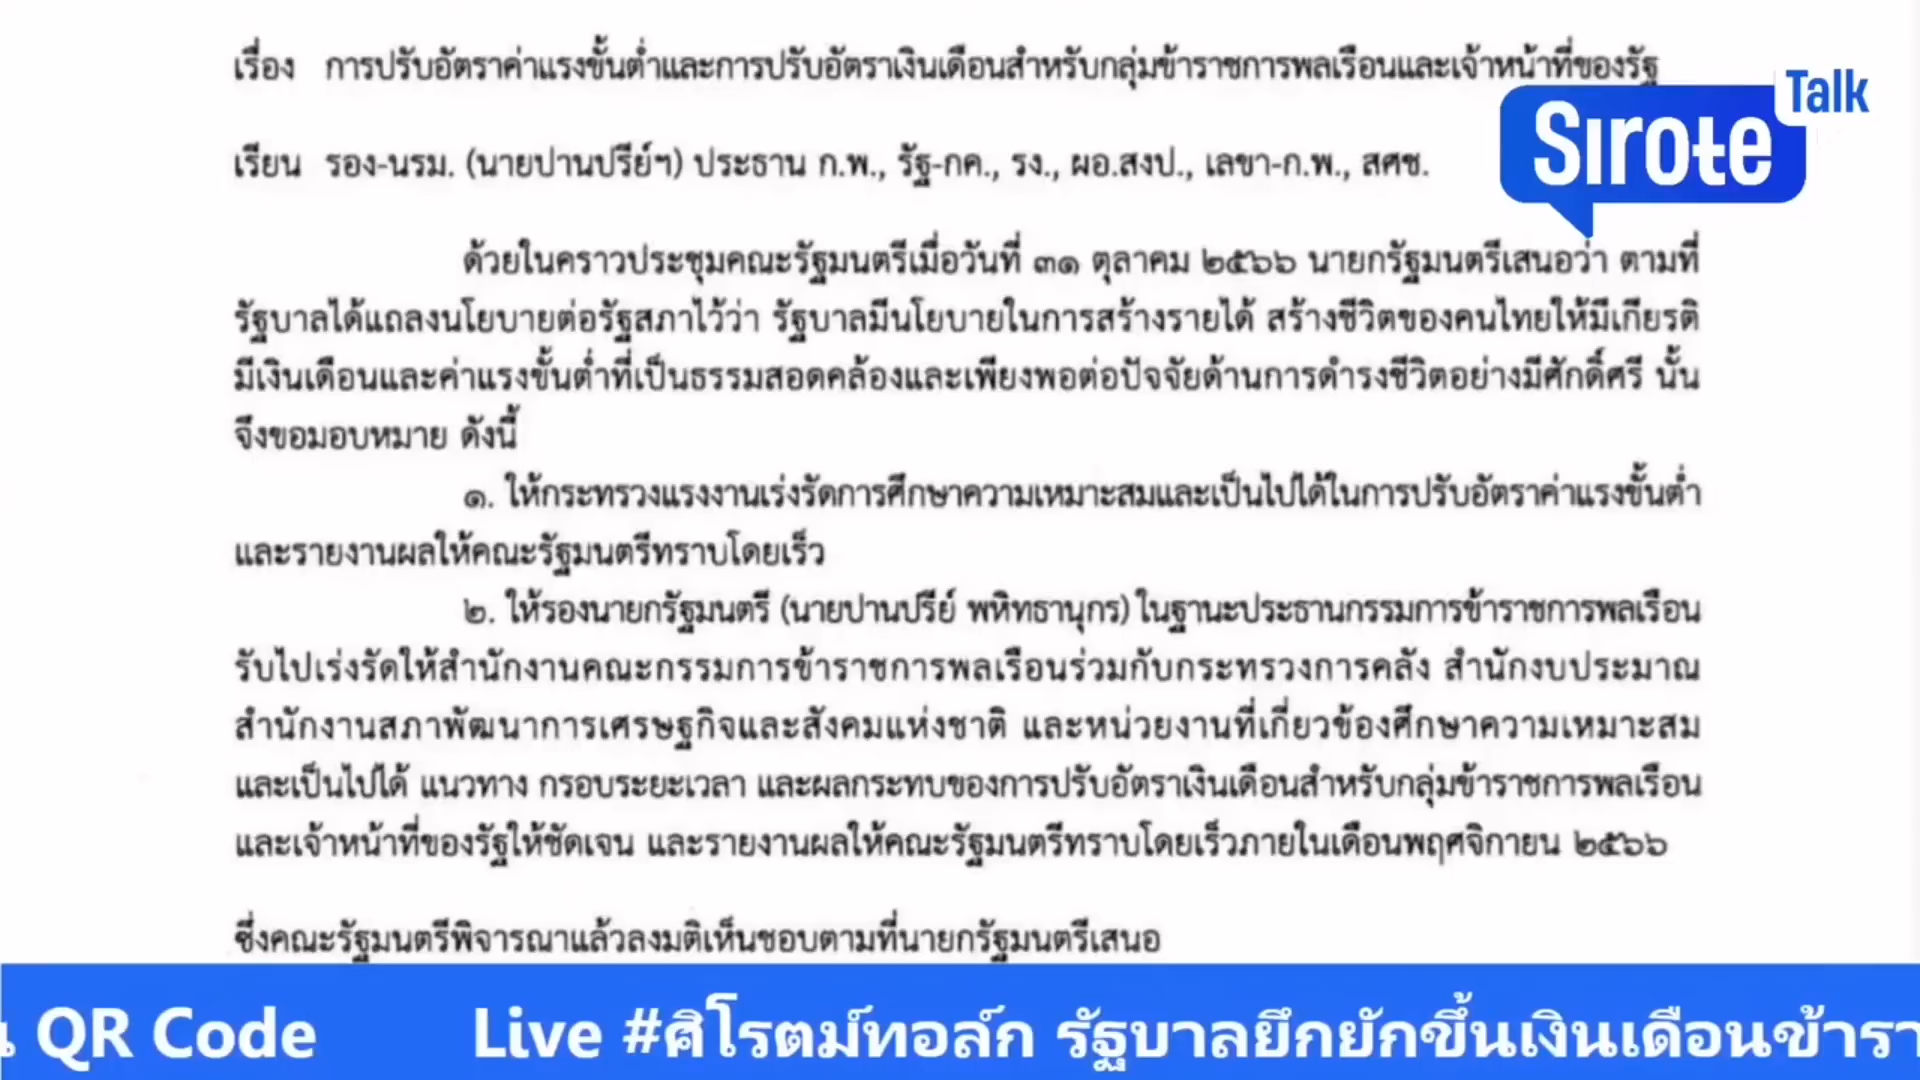 เรื่อง การปรับอัตราค่าแรงขั้นต่ำและการปรับอัตราเงินเดือนสำหรับกลุ่มข้าราชการพลเรือนและเจ้าหน้าที่ของรัฐ
Sirote Talk
เรียน รอง-นรม. (นายปานปรีย์ฯ) ประธาน ก.พ., รัฐ-กค., รง., ผอ.สงป., เลขา-ก.พ., สศช.
ด้วยในคราวประชุมคณะรัฐมนตรีเมื่อวันที่ ๓๑ ตุลาคม ๒๕๖๖ นายกรัฐมนตรีเสนอว่า ตามที่
รัฐบาลได้แถลงนโยบายต่อรัฐสภาไว้ว่า รัฐบาลมีนโยบายในการสร้างรายได้ สร้างชีวิตของคนไทยให้มีเกียรติ
มีเงินเดือนและค่าแรงขั้นต่ำที่เป็นธรรมสอดคล้องและเพียงพอต่อปัจจัยด้านการดำรงชีวิตอย่างมีศักดิ์ศรี นั้น
จึงขอมอบหมาย ดังนี้
๑. ให้กระทรวงแรงงานเร่งรัดการศึกษาความเหมาะสมและเป็นไปได้ในการปรับอัตราค่าแรงขั้นต่ำ
และรายงานผลให้คณะรัฐมนตรีทราบโดยเร็ว
๒. ให้รองนายกรัฐมนตรี (นายปานปรีย์ พหิทธานุกร) ในฐานะประธานกรรมการข้าราชการพลเรือน
รับไปเร่งรัดให้สำนักงานคณะกรรมการข้าราชการพลเรือนร่วมกับกระทรวงการคลัง สำนักงบประมาณ
สำนักงานสภาพัฒนาการเศรษฐกิจและสังคมแห่งชาติ และหน่วยงานที่เกี่ยวข้องศึกษาความเหมาะสม
และเป็นไปได้ แนวทาง กรอบระยะเวลา และผลกระทบของการปรับอัตราเงินเดือนสำหรับกลุ่มข้าราชการพลเรือน
และเจ้าหน้าที่ของรัฐให้ชัดเจน และรายงานผลให้คณะรัฐมนตรีทราบโดยเร็วภายในเดือนพฤศจิกายน ๒๕๖๖
ซึ่งคณะรัฐมนตรีพิจารณาแล้วลงมติเห็นชอบตามที่นายกรัฐมนตรีเสนอ
QR Code Live #ศิโรตม์ทอล์ก รัฐบาลยึกยักขึ้นเงินเดือนข้ารา